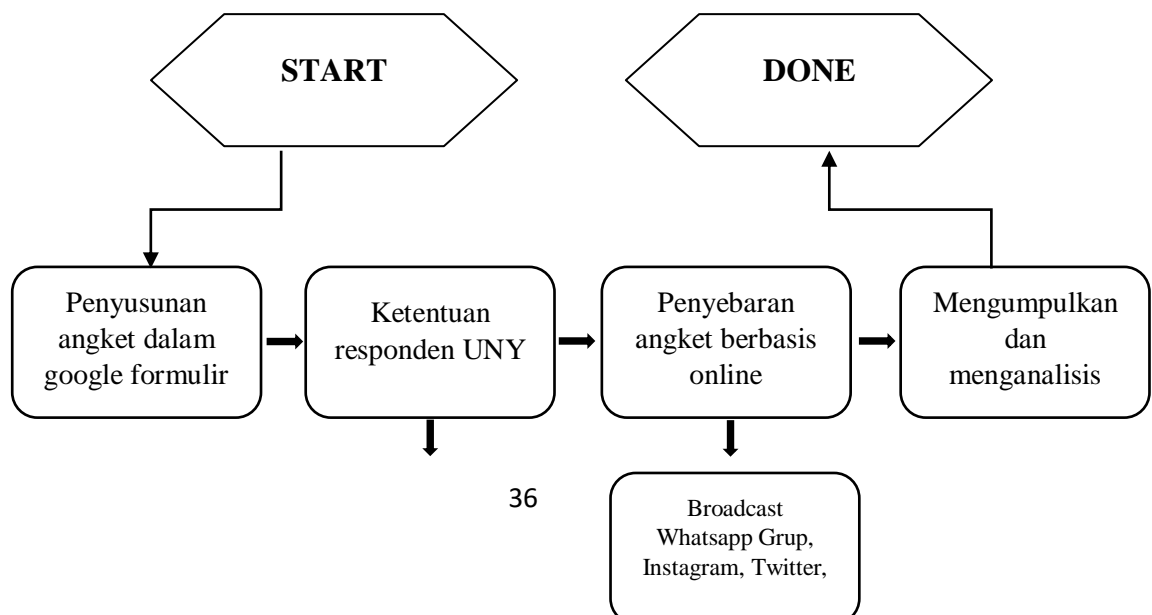 START
DONE
Penyusunan
angket dalam
google formulir
Ketentuan
responden UNY
Penyebaran
angket berbasis
online
Mengumpulkan
dan
menganalisis
36
Broadcast
Whatsapp Grup,
Instagram, Twitter,